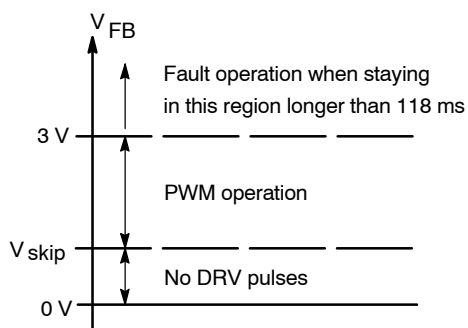 V FB
Fault operation when staying
in this region longer than 118 ms
3 V
PWM operation
V skip
No DRV pulses
0 V